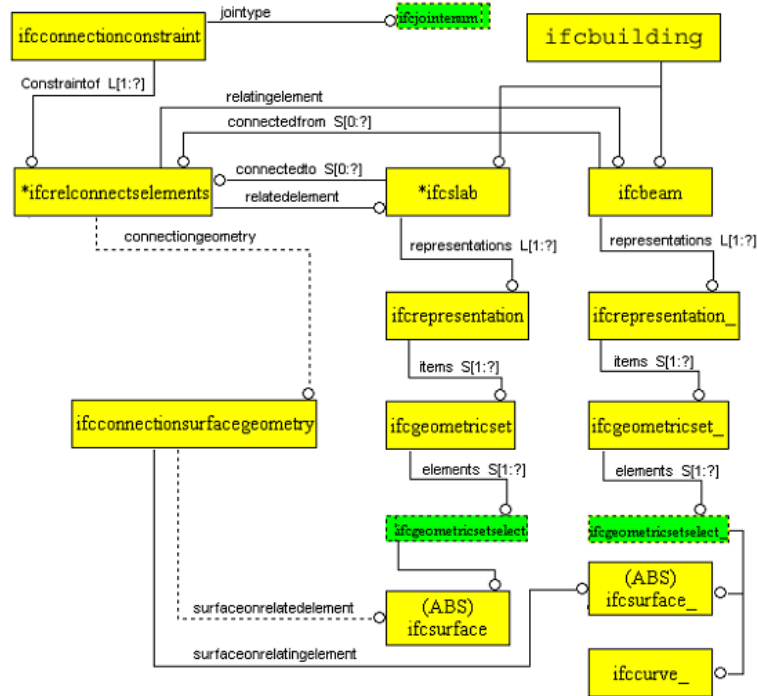 jointype
ifcjointenum
ifcconnectionconstraint
ifcbuilding
Constraintof L[1:?]
relatingelement
connectedfrom S[0:?]
connectedto S[0:?]
*ifcrelconnectselements
*ifcslab
ifcbeam
relatedelement
connectiongeometry
representations L[1:?]
representations L[1:?]
ifcrepresentation
ifcrepresentation_
items S[1:?]
items S[1:?]
ifcconnectionsurfacegeometry
ifcgeometricset
ifcgeometricset_
elements S[1:?]
elements S[1:?]
ifcgeometricsetselect
ifcgeometricsetselect_
(ABS)
ifcsurface_
surfaceonrelatedelement
(ABS)
ifcsurface
surfaceonrelatingelement
ifccurve_